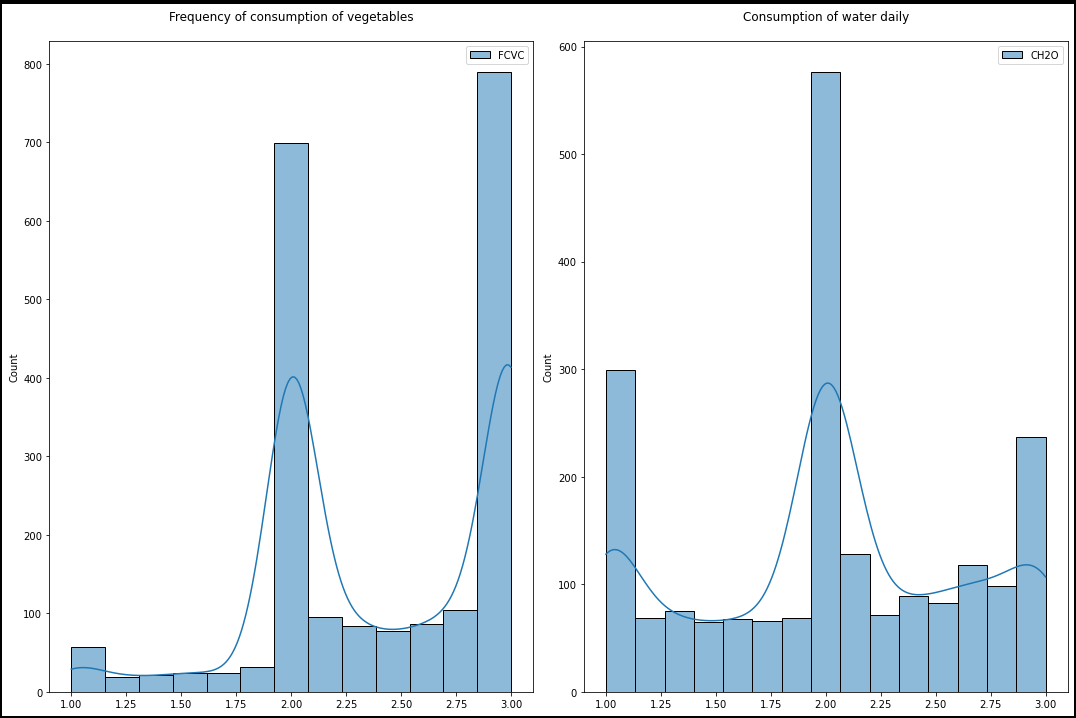 Frequency of consumption of vegetables
FCVC
Count
800
700
600
500
400
300
200
100
0
1.00 1.25 1.50 1.75 2.00 2.25 2.50 2.75 3.00
Consumption of water daily
CH2O
Count
600
500
400
300
200
100
0
1.00 1.25 1.50 1.75 2.00 2.25 2.50 2.75 3.00